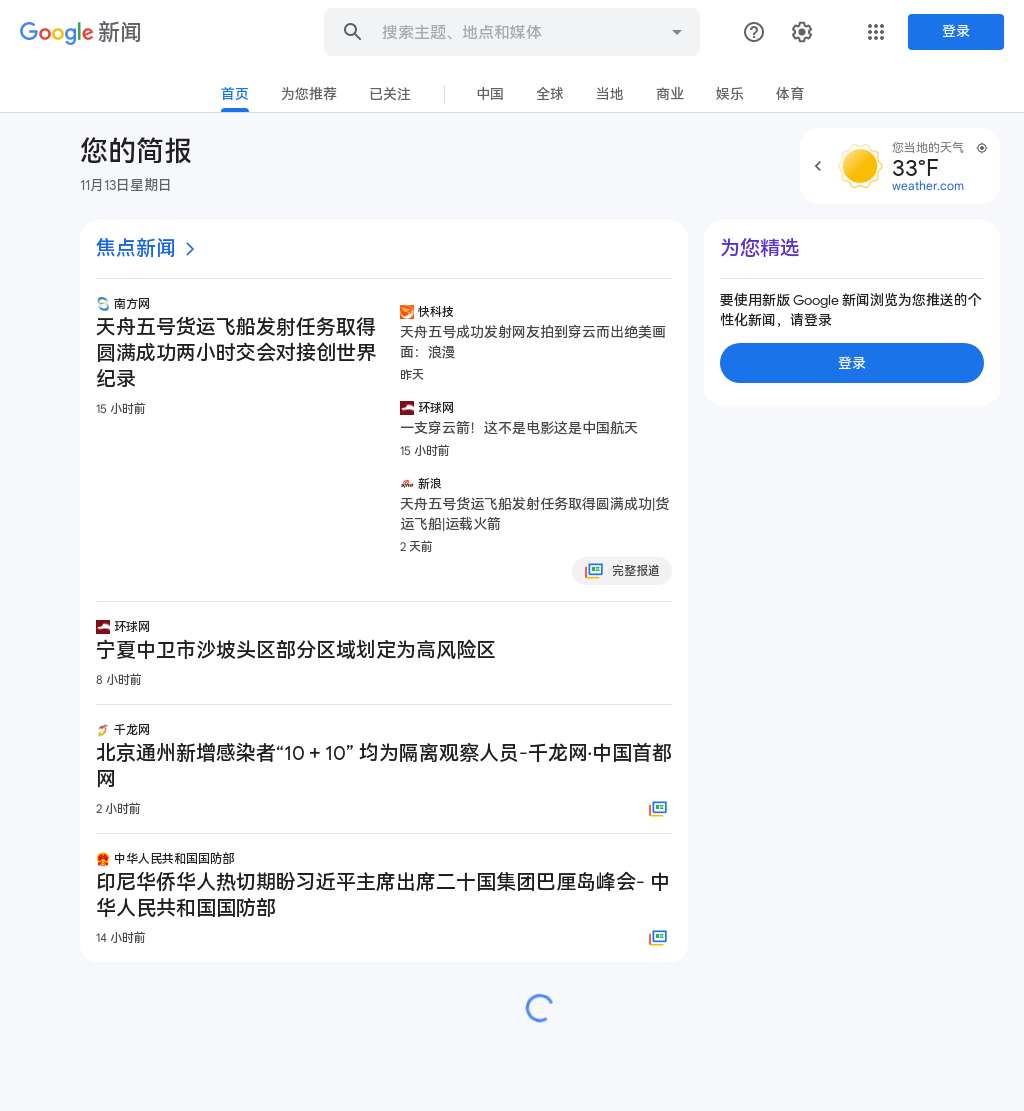 Google 新闻
搜索主题、地点和媒体
登录
首页
为您推荐
已关注
中国
全球
当地
商业
娱乐
体育
您的简报
11月13日星期日
您当地的天气
33°F
weather.com
焦点新闻
南方网
天舟五号货运飞船发射任务取得
圆满成功两小时交会对接创世界
纪录
15 小时前
快科技
天舟五号成功发射网友拍到穿云而出绝美画
面：浪漫
昨天
环球网
一支穿云箭！这不是电影这是中国航天
15 小时前
新浪
天舟五号货运飞船发射任务取得圆满成功|货
运飞船|运载火箭
2 天前
完整报道
环球网
宁夏中卫市沙坡头区部分区域划定为高风险区
8 小时前
千龙网
北京通州新增感染者“10 + 10” 均为隔离观察人员-千龙网·中国首都
网
2 小时前
中华人民共和国国防部
印尼华侨华人热切期盼习近平主席出席二十国集团巴厘岛峰会- 中
华人民共和国国防部
14 小时前
为您精选
要使用新版 Google 新闻浏览为您推送的个
性化新闻，请登录
登录